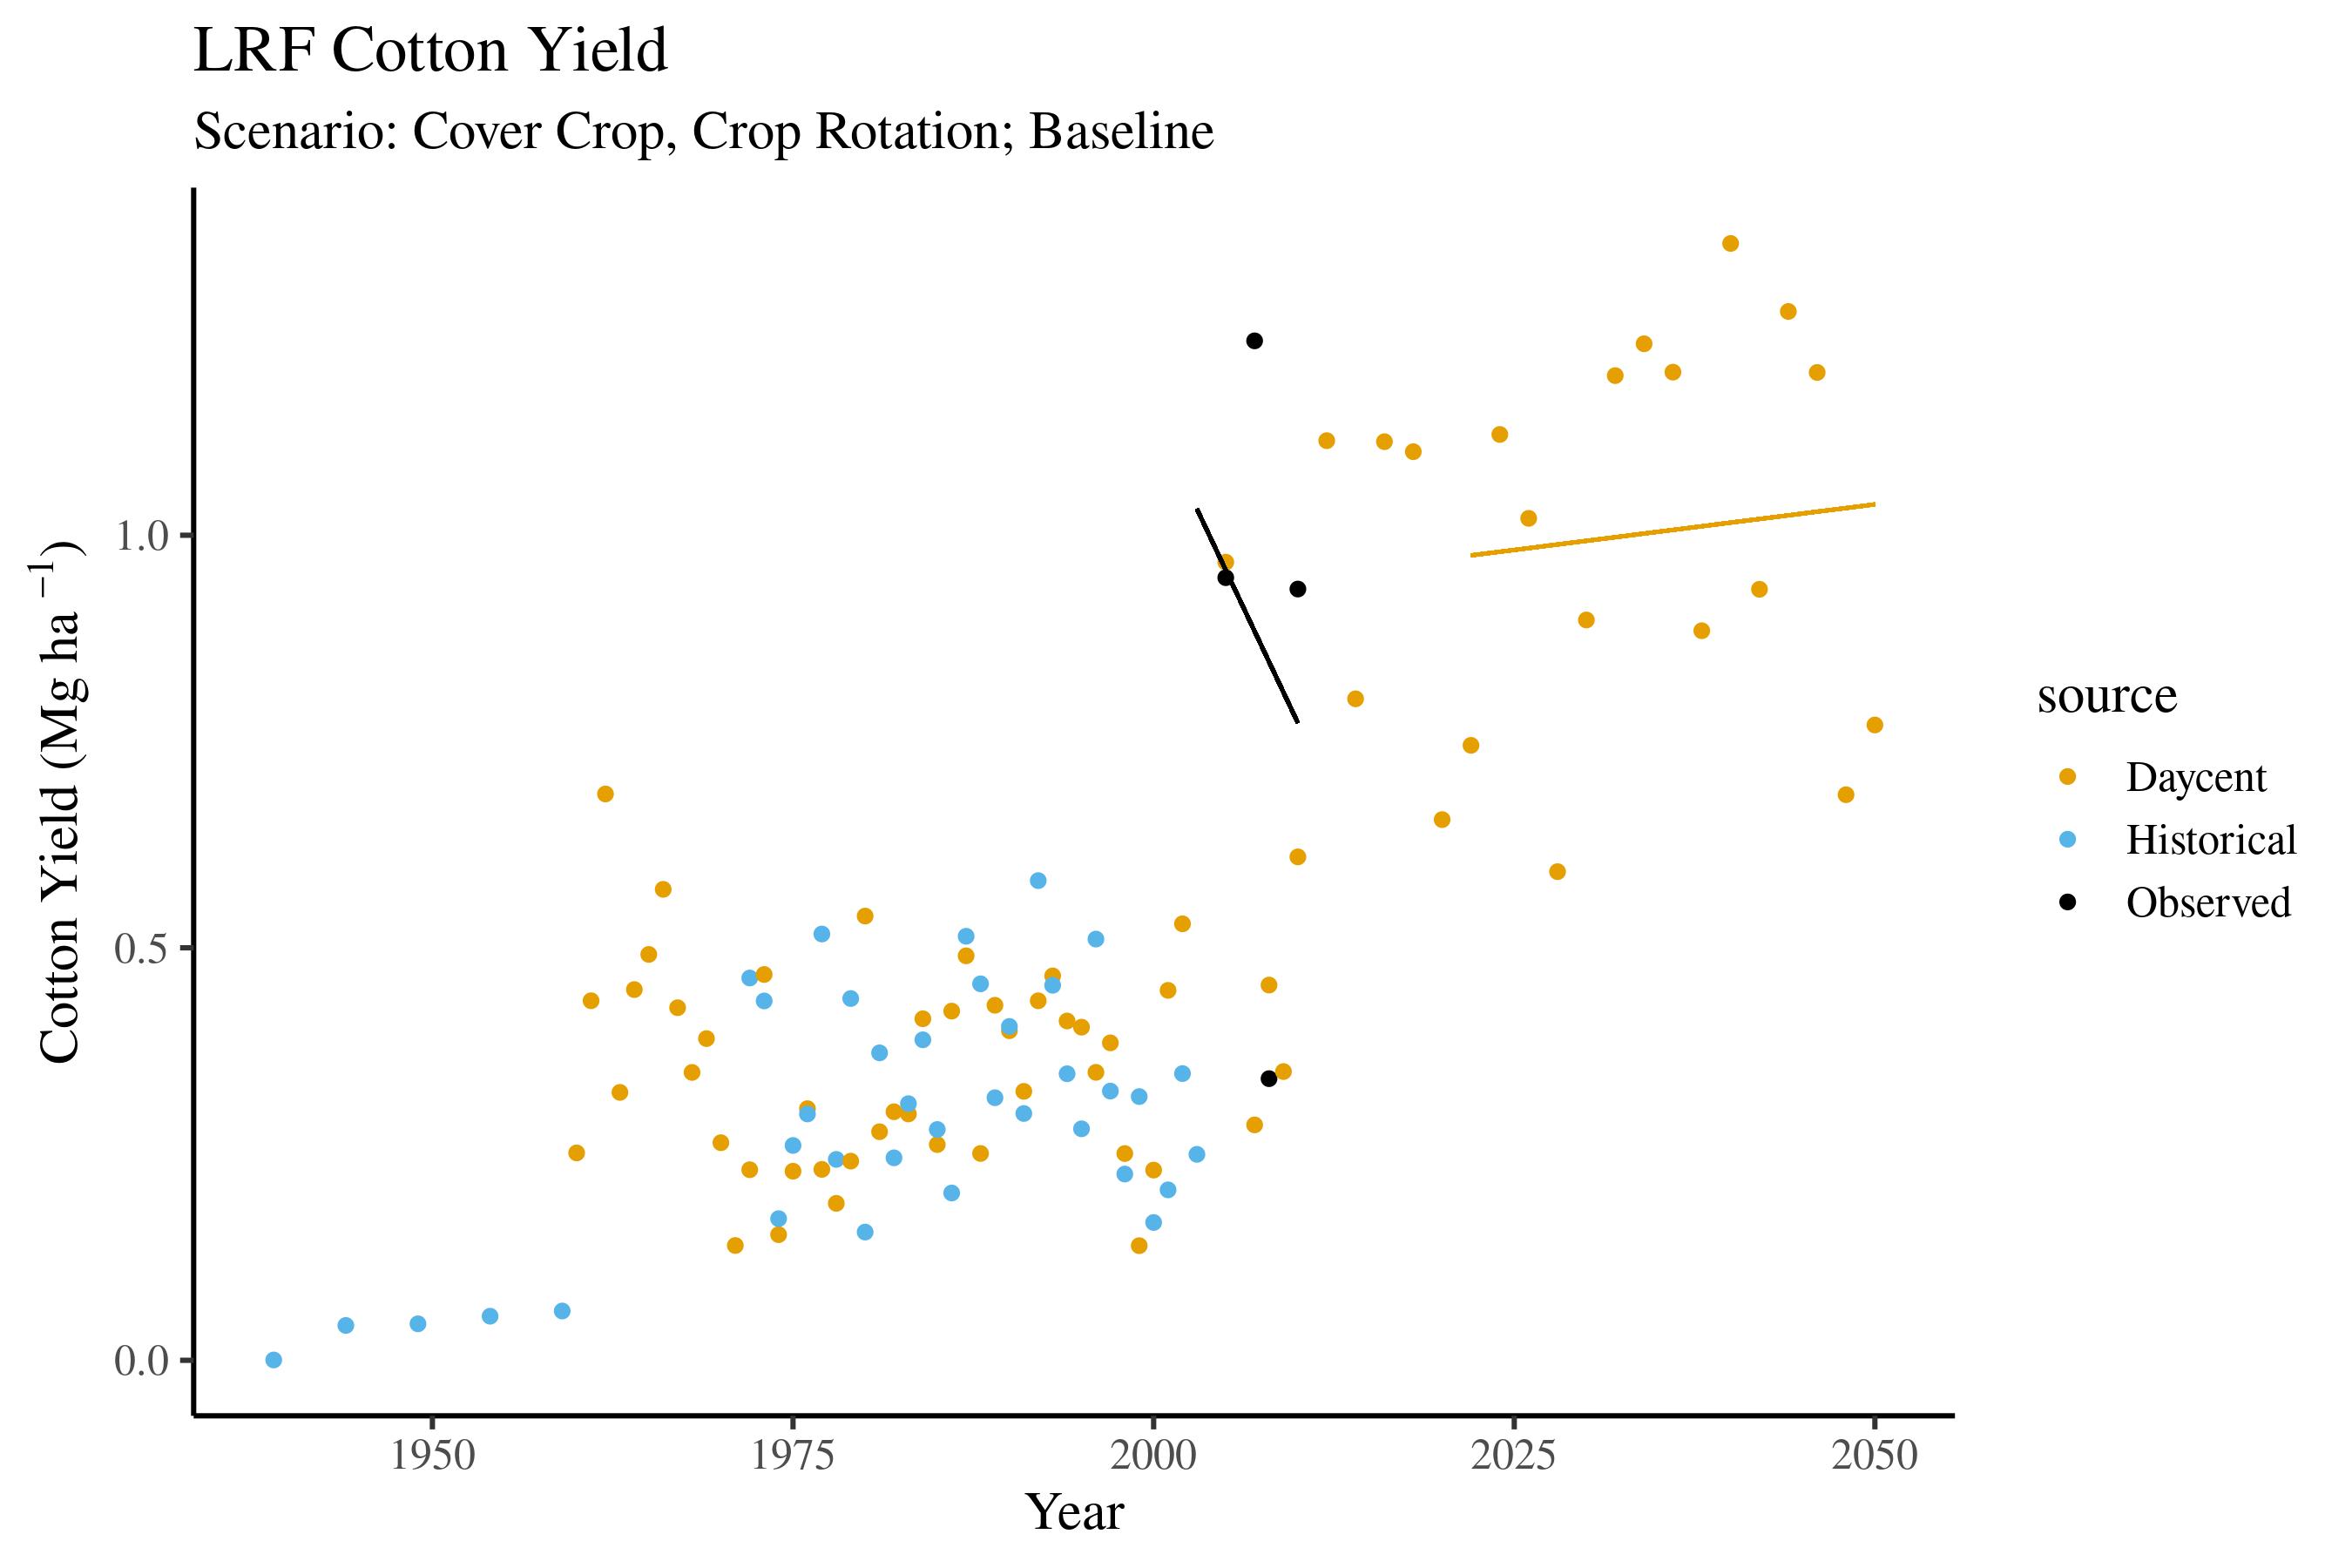 LRF Cotton Yield
Scenario: Cover Crop, Crop Rotation; Baseline
Cotton Yield (Mg ha −1)
1.0
0.5
0.0
1950 1975 2000 2025 2050
Year
source
Daycent
Historical
Observed